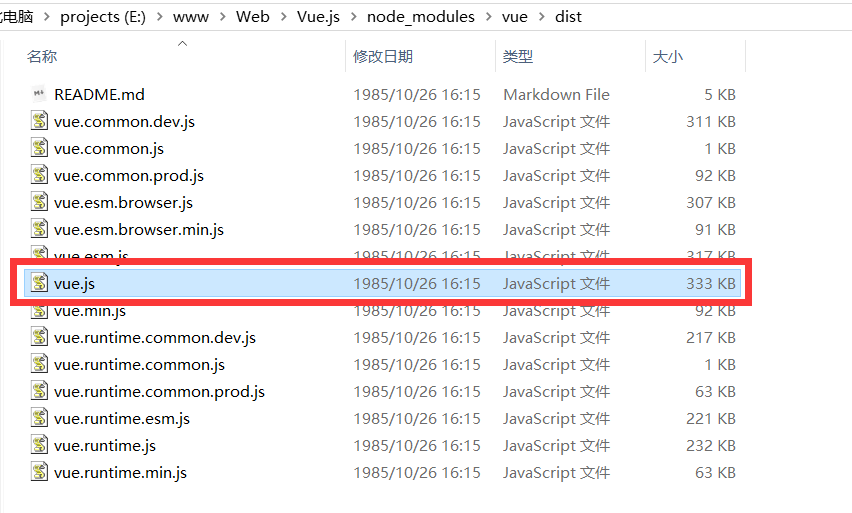 电脑 > projects (E:) > www > Web > Vue.js > node_modules > vue > dist
名称 修改日期 类型 大小
README.md 1985/10/26 16:15 Markdown File 5 KB
vue.common.dev.js 1985/10/26 16:15 JavaScript 文件 311 KB
vue.common.js 1985/10/26 16:15 JavaScript 文件 1 KB
vue.common.prod.js 1985/10/26 16:15 JavaScript 文件 92 KB
vue.esm.browser.js 1985/10/26 16:15 JavaScript 文件 307 KB
vue.esm.browser.min.js 1985/10/26 16:15 JavaScript 文件 91 KB
vue.esm.js 1985/10/26 16:15 JavaScript 文件 317 KB
vue.js 1985/10/26 16:15 JavaScript 文件 333 KB
vue.min.js 1985/10/26 16:15 JavaScript 文件 92 KB
vue.runtime.common.dev.js 1985/10/26 16:15 JavaScript 文件 217 KB
vue.runtime.common.js 1985/10/26 16:15 JavaScript 文件 1 KB
vue.runtime.common.prod.js 1985/10/26 16:15 JavaScript 文件 63 KB
vue.runtime.esm.js 1985/10/26 16:15 JavaScript 文件 221 KB
vue.runtime.js 1985/10/26 16:15 JavaScript 文件 232 KB
vue.runtime.min.js 1985/10/26 16:15 JavaScript 文件 63 KB